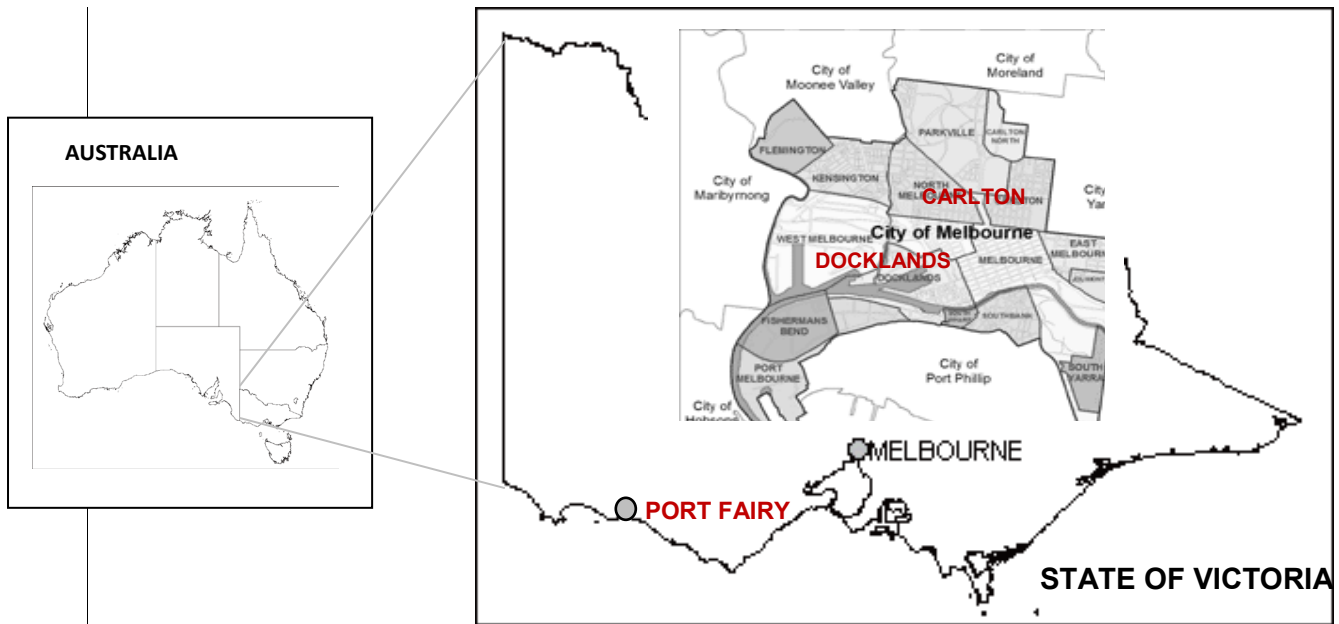 AUSTRALIA
City of
Moreland
City of
Moonee Valley
PARKVILLE
CARLTON
NORTH
FLEMINGTON
KENSINGTON
NORTH
City of
Maribyrnong
CARLTON
City of Melbourne
WEST MELBOURNE
EAST
DOCKLANDS
MELBOURNE
DOCKLANDS
SOUTHBANK
FISHERMANS
BEND
PORT
MELBOURNE
City of
Port Phillip
SOUTH
YARRA
City of
MELBOURNE
PORT FAIRY
STATE OF VICTORIA